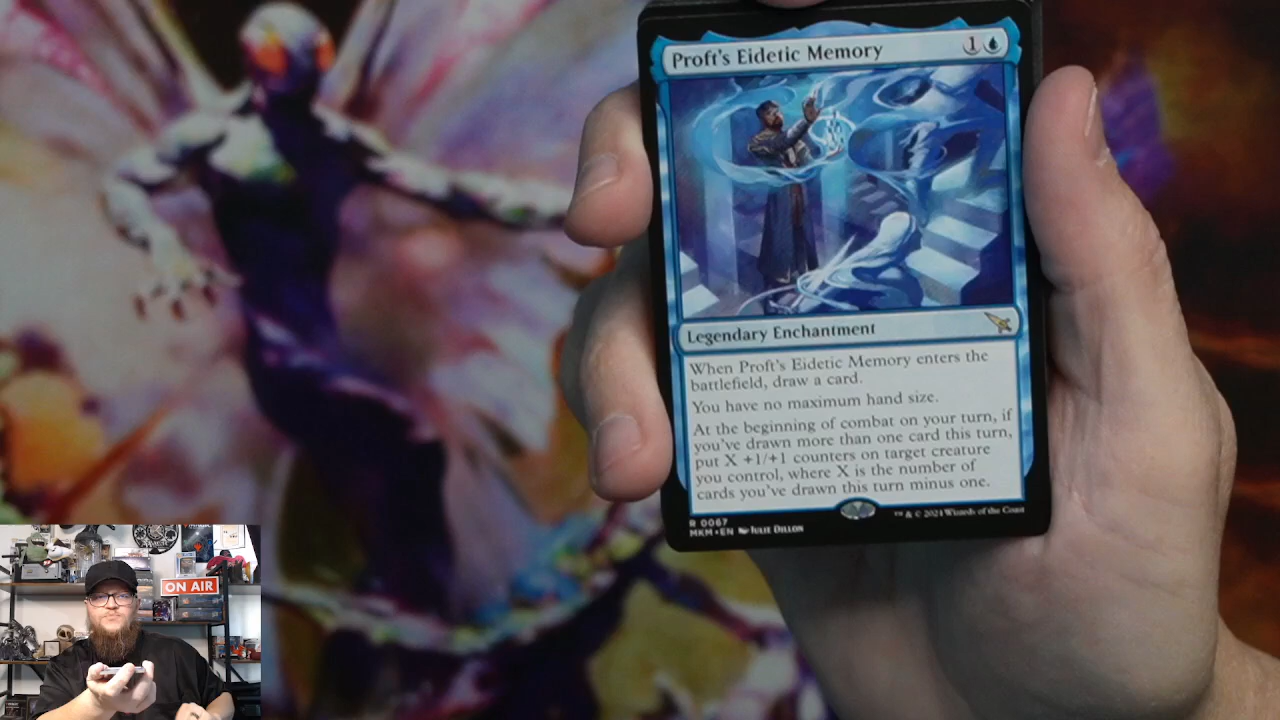 Proft's Eidetic Memory 1
Legendary Enchantment
When Proft's Eidetic Memory enters the
battlefield, draw a card.
You have no maximum hand size.
At the beginning of combat on your turn, if
you've drawn more than one card this turn,
put X +1/+1 counters on target creature
you control, where X is the number of
cards you've drawn this turn minus one.
R 0067
MKM • EN Julie Dillon
™ & © 2024 Wizards of the Coast
ON AIR